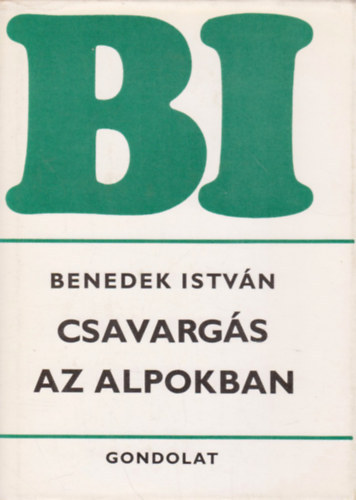 BI
BENEDEK ISTVÁN
CSAVARGÁS
AZ ALPOKBAN
GONDOLAT